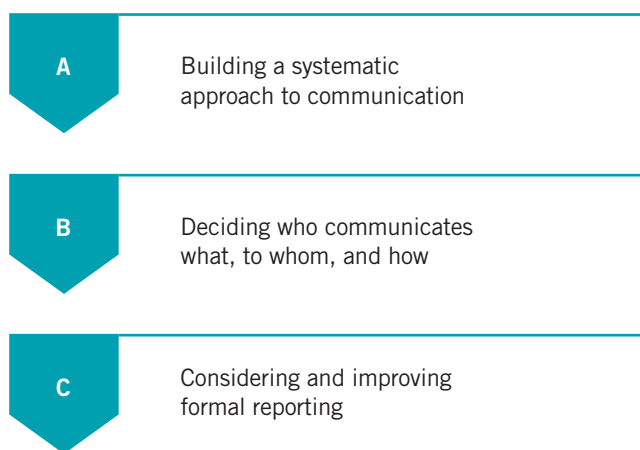 A
Building a systematic
approach to communication
B
Deciding who communicates
what, to whom, and how
C
Considering and improving
formal reporting